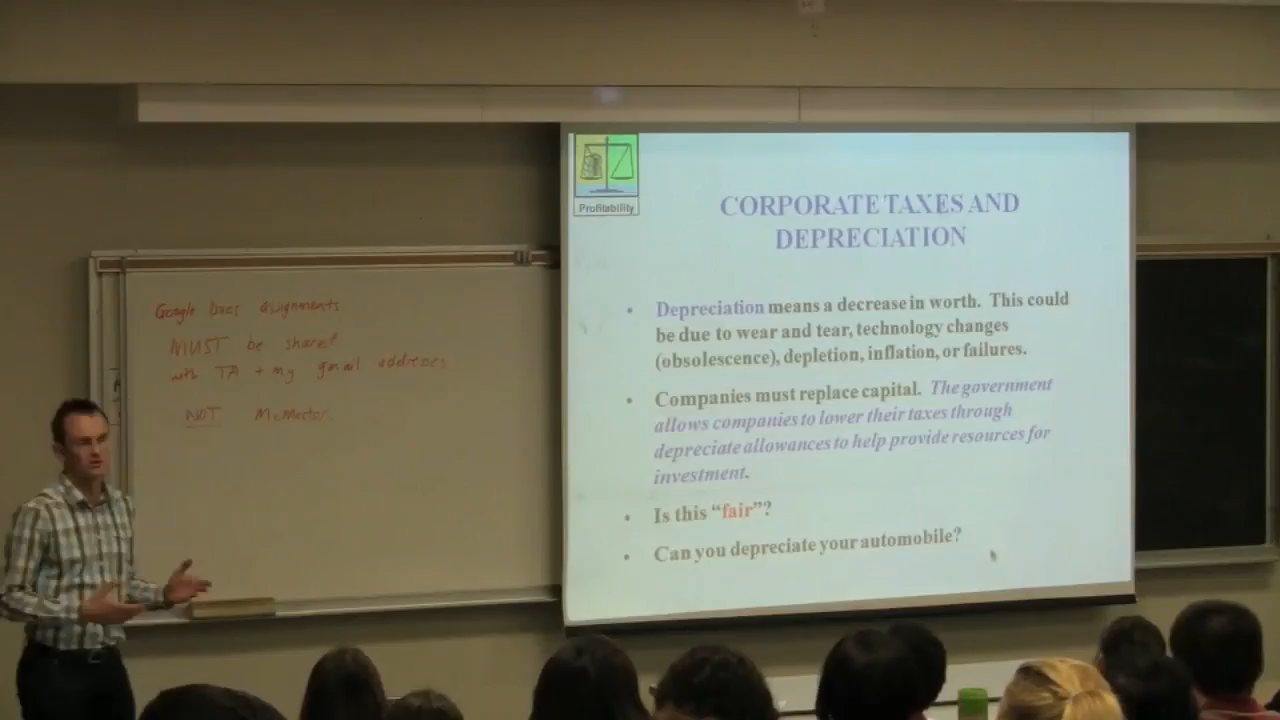 Google Docs assignments
MUST be shared
with TA + my gmail addresses
NOT McMaster.
Profitability
CORPORATE TAXES AND
DEPRECIATION
• Depreciation means a decrease in worth. This could
be due to wear and tear, technology changes
(obsolescence), depletion, inflation, or failures.
• Companies must replace capital. The government
allows companies to lower their taxes through
depreciate allowances to help provide resources for
investment.
• Is this “fair”?
• Can you depreciate your automobile?